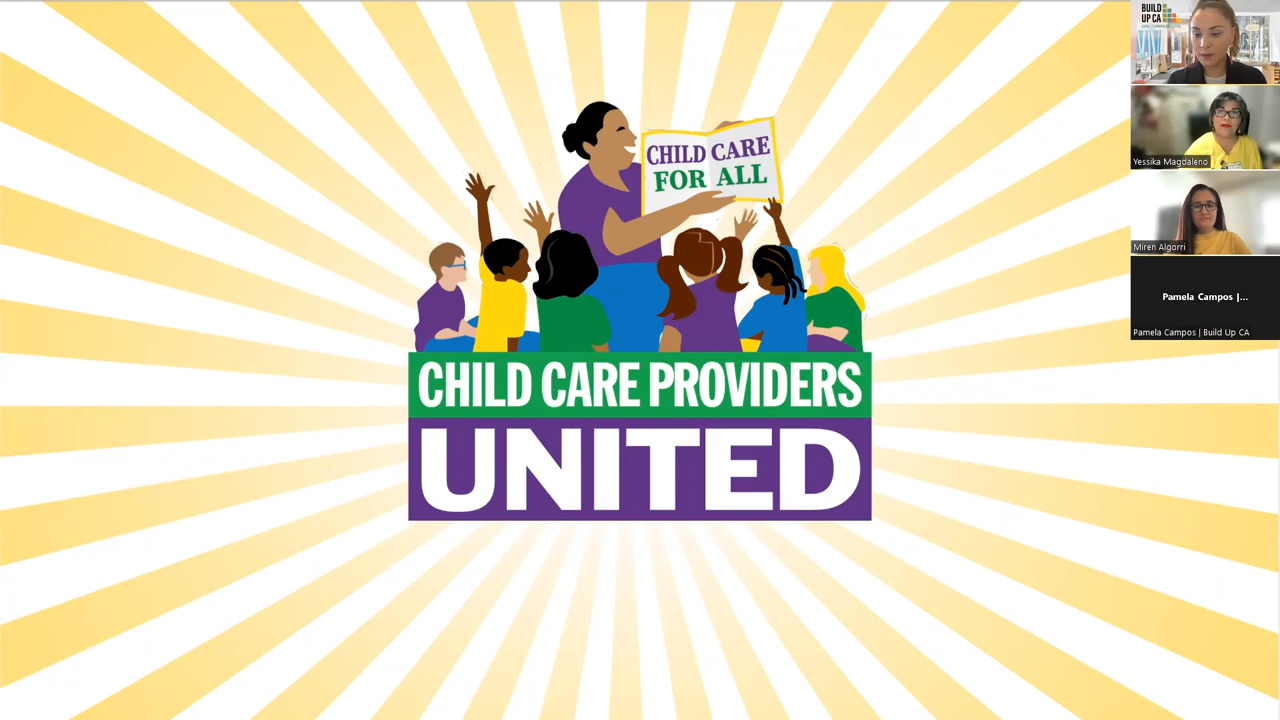 CHILD CARE
FOR ALL
CHILD CARE PROVIDERS
UNITED
BUILD
UP CA
Yessika Magdaleno
Miren Algorri
Pamela Campos |...
Pamela Campos | Build Up CA